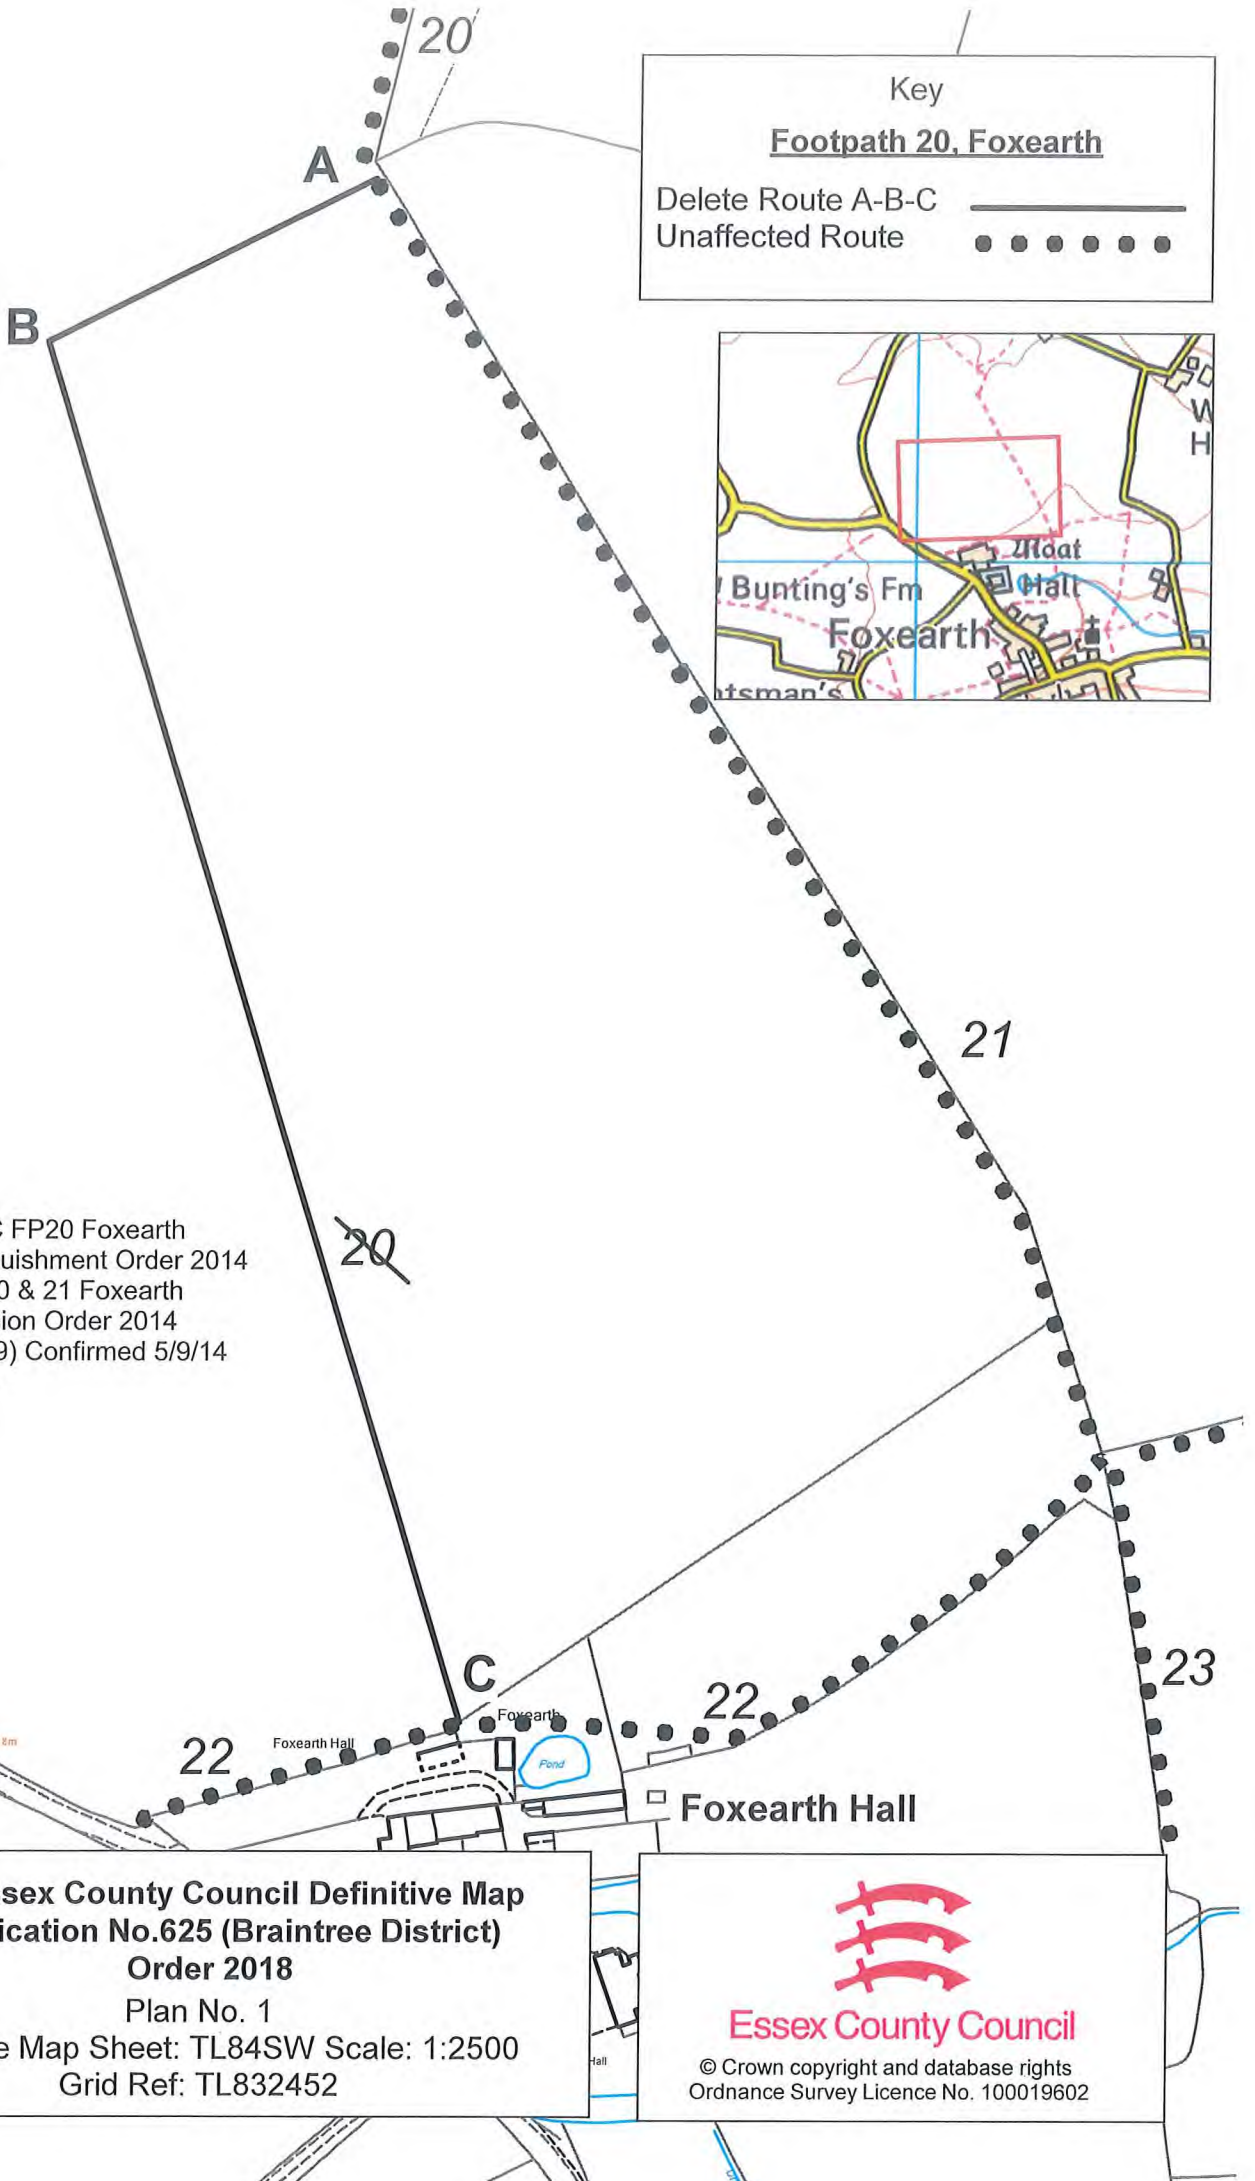 20
Key
Footpath 20, Foxearth
Delete Route A-B-C
Unaffected Route
A
B
W
H
Moat
Hall
Bunting's Fm
Foxearth
tsman's
21
FP20 Foxearth
uishment Order 2014
0 & 21 Foxearth
ion Order 2014
9) Confirmed 5/9/14
20
C
23
22
Foxearth
22
Foxearth Hall
8m
Pond
Foxearth Hall
sex County Council Definitive Map
ication No.625 (Braintree District)
Order 2018
Plan No. 1
e Map Sheet: TL84SW Scale: 1:2500
Grid Ref: TL832452
Hall
Essex County Council
© Crown copyright and database rights
Ordnance Survey Licence No. 100019602